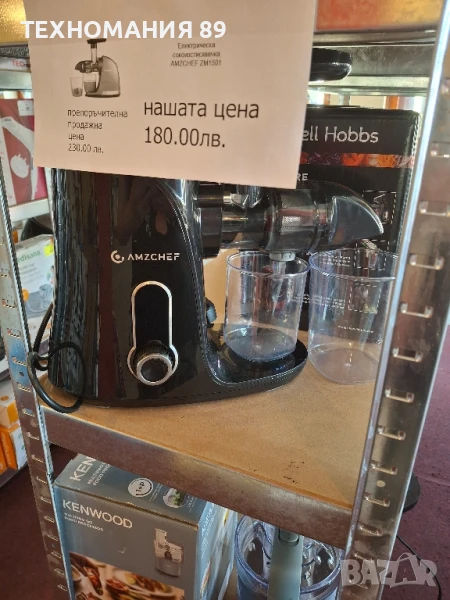 ТЕХНОМАНИЯ 89
Електрическа
сокоизстисквачка
AMZCHEF ZM1501
препоръчителна
продажна
цена
230.00 лв.
нашата цена
180.00лв.
ell Hobbs
AMZCHEF
KENWOOD
BAZAR